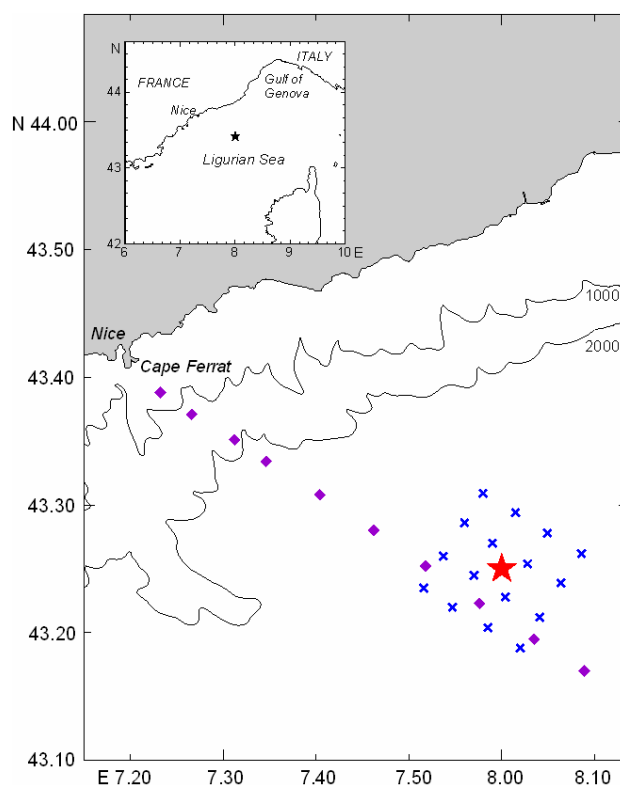 N
ITALY
FRANCE
Gulf of
Genova
44
Nice
43
Ligurian Sea
42
6 7 8 9 10 E
N 44.00
43.50
1000
Nice
2000
Cape Ferrat
43.40
43.30
43.20
43.10
E 7.20 7.30 7.40 7.50 8.00 8.10